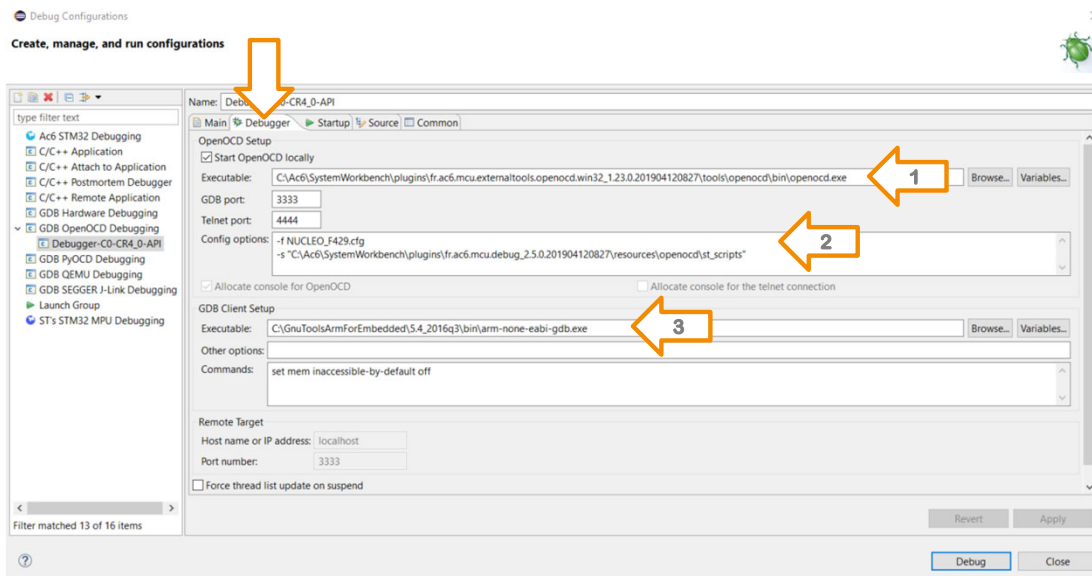 Debug Configurations
Create, manage, and run configurations
type filter text
Ac6 STM32 Debugging
C/C++ Application
C/C++ Attach to Application
C/C++ Postmortem Debugger
C/C++ Remote Application
GDB Hardware Debugging
GDB OpenOCD Debugging
Debugger-C0-CR4_0-API
GDB PyOCD Debugging
GDB QEMU Debugging
GDB SEGGER J-Link Debugging
Launch Group
ST's STM32 MPU Debugging
Filter matched 13 of 16 items
Name: 0-CR4_0-API
Main Debugger Startup Source Common
OpenOCD Setup
Start OpenOCD locally
Executable: C:\Ac6\SystemWorkbench\plugins\fr.ac6.mcu.externaltools.openocd.win32_1.23.0.201904120827\tools\openocd\bin\openocd.exe 1 Browse... Variables...
GDB port: 3333
Telnet port: 4444
Config options: -f NUCLEO_F429.cfg
-s "C:\Ac6\SystemWorkbench\plugins\fr.ac6.mcu.debug_2.5.0.201904120827\resources\openocd\st_scripts" 2
Allocate console for OpenOCD Allocate console for the telnet connection
GDB Client Setup
Executable: C:\GnuToolsArmForEmbedded\5.4_2016q3\bin\arm-none-eabi-gdb.exe 3 Browse... Variables...
Other options:
Commands: set mem inaccessible-by-default off
Remote Target
Host name or IP address: localhost
Port number: 3333
Force thread list update on suspend
Revert Apply
Debug Close